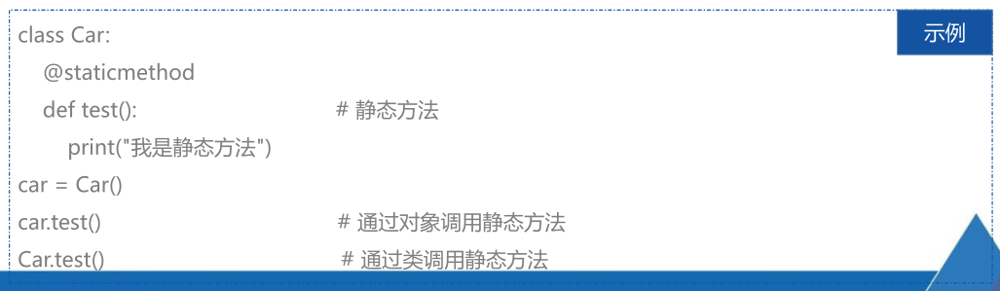 示例
class Car:
    @staticmethod
    def test():                                # 静态方法
        print("我是静态方法")
car = Car()
car.test()                                      # 通过对象调用静态方法
Car.test()                                      # 通过类调用静态方法